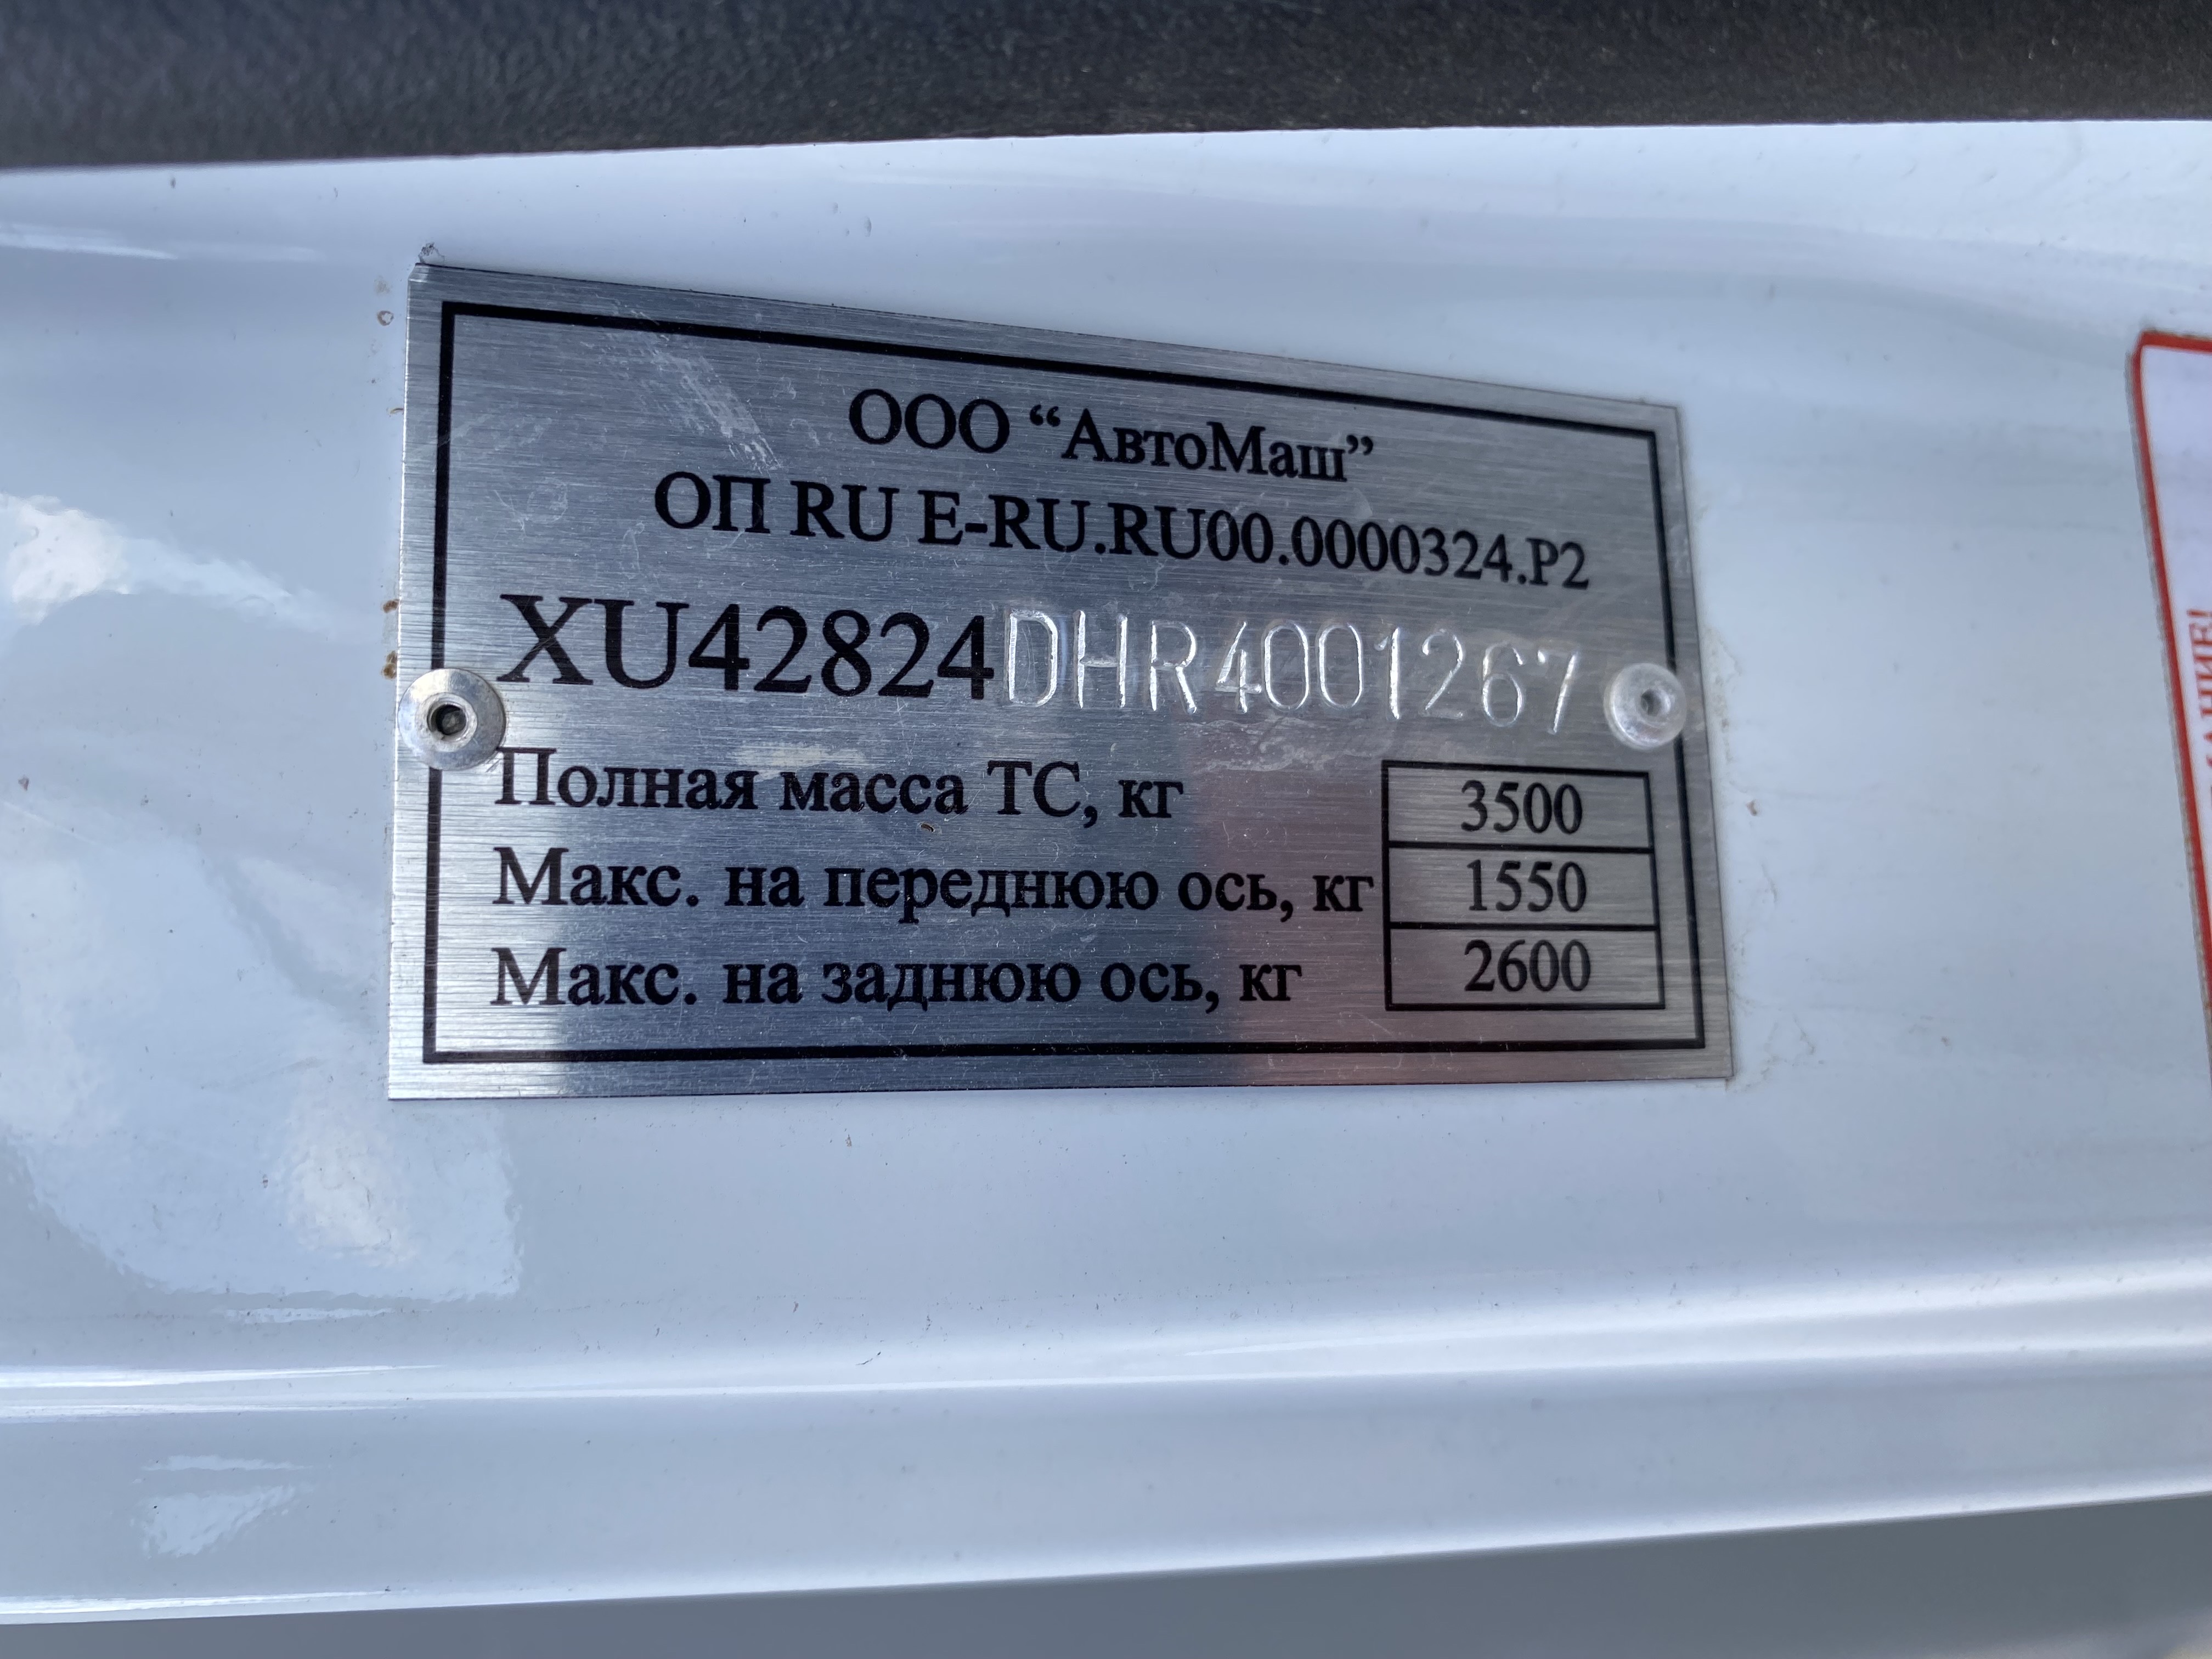 ООО “АвтоМаш”
ОП RU E-RU.RU00.0000324.P2
XU42824DHR4001267
Полная масса ТС, кг 3500
Макс. на переднюю ось, кг 1550
Макс. на заднюю ось, кг 2600